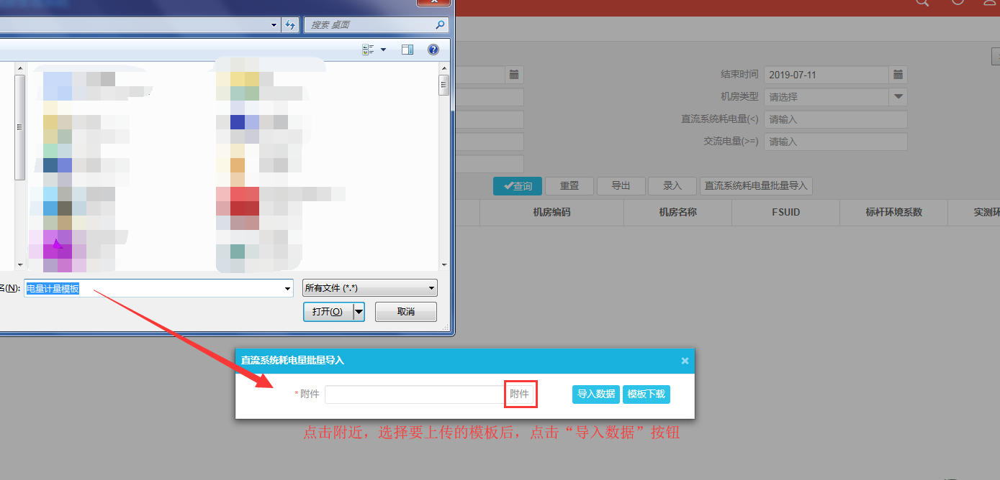 搜索 桌面
结束时间 2019-07-11
机房类型 请选择
直流系统耗电量(<) 请输入
交流电量(>=) 请输入
查询 重置 导出 录入 直流系统耗电量批量导入
机房编码 机房名称 FSUID 标杆环境系数 实测环
名(N): 电量计量模板 所有文件 (*.*)
打开(O) 取消
直流系统耗电量批量导入
* 附件 附件 导入数据 模板下载
点击附近，选择要上传的模板后，点击“导入数据”按钮